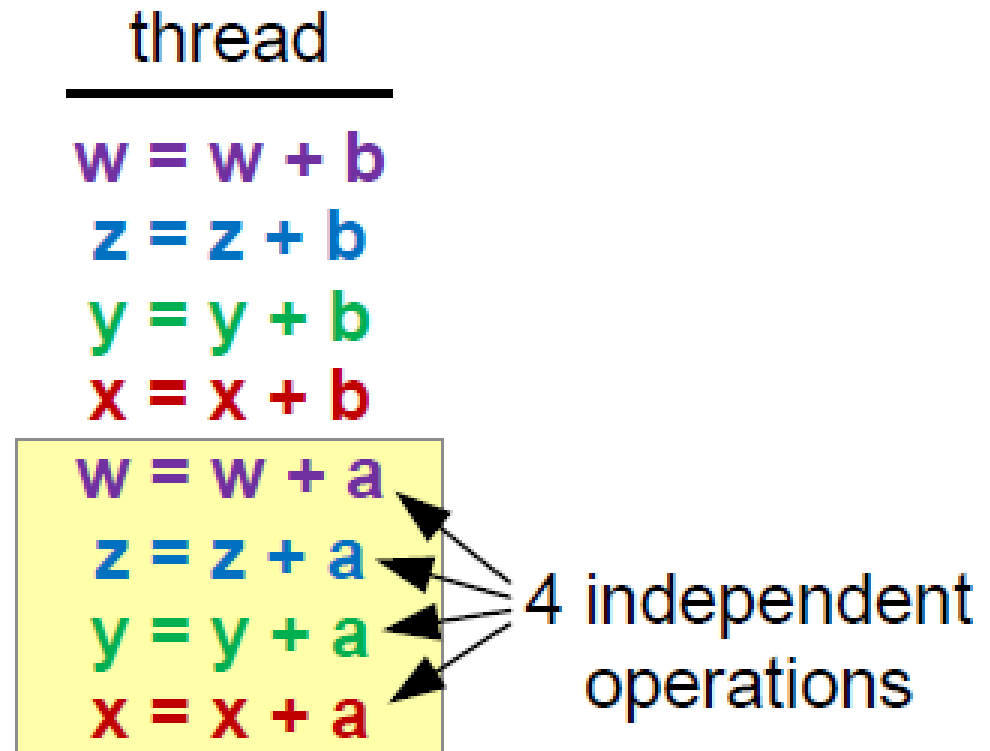 thread
w = w + b
z = z + b
y = y + b
x = x + b
w = w + a
z = z + a
y = y + a
x = x + a
4 independent
operations